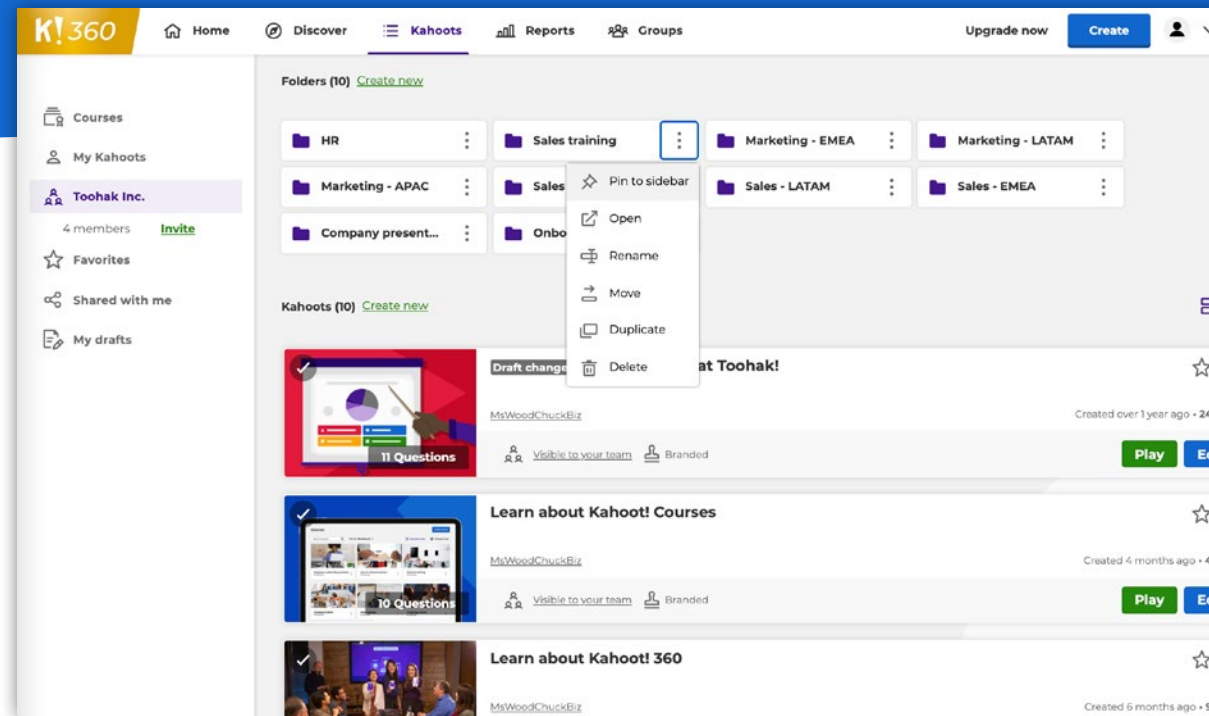 K! 360 Home Discover Kahoots Reports Groups Upgrade now Create
Folders (10) Create new
Courses
My Kahoots
Toohak Inc.
4 members Invite
Favorites
Shared with me
My drafts
HR Sales training Marketing - EMEA Marketing - LATAM
Marketing - APAC Sales Sales - LATAM Sales - EMEA
Company present...
Pin to sidebar
Open
Rename
Move
Duplicate
Delete
Kahoots (10) Create new
11 Questions
Draft change at Toohak!
MsWoodChuckBiz
Created over 1 year ago • 24
Visible to your team Branded
Play
10 Questions
Learn about Kahoot! Courses
MsWoodChuckBiz
Created 4 months ago • 4
Visible to your team Branded
Play
Learn about Kahoot! 360
MsWoodChuckBiz
Created 6 months ago